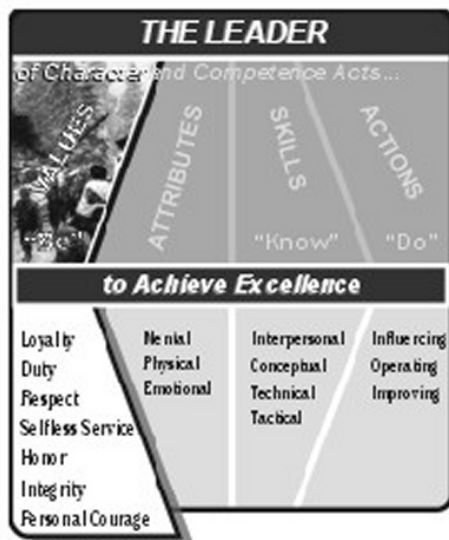 THE LEADER
of Character and Competence Acts...
VALUES
ATTRIBUTES
SKILLS
ACTIONS
"Be"
"Know"
"Do"
to Achieve Excellence
Loyalty
Duty
Respect
Selfless Service
Honor
Integrity
Personal Courage
Mental
Physical
Emotional
Interpersonal
Conceptual
Technical
Tactical
Influencing
Operating
Improving